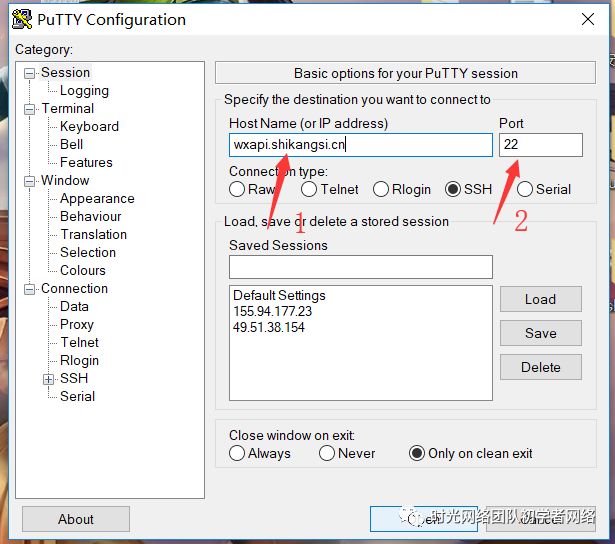 PuTTY Configuration
Category:
Session
Logging
Terminal
Keyboard
Bell
Features
Window
Appearance
Behaviour
Translation
Selection
Colours
Connection
Data
Proxy
Telnet
Rlogin
SSH
Serial
Basic options for your PuTTY session
Specify the destination you want to connect to
Host Name (or IP address) Port
wxapi.shikangsi.cn 22
Connection type:
Raw Telnet Rlogin SSH Serial
1 2
Load, save or delete a stored session
Saved Sessions
Default Settings
155.94.177.23
49.51.38.154
Load
Save
Delete
Close window on exit:
Always Never Only on clean exit
About Open Cancel
时光网络团队初学者网络